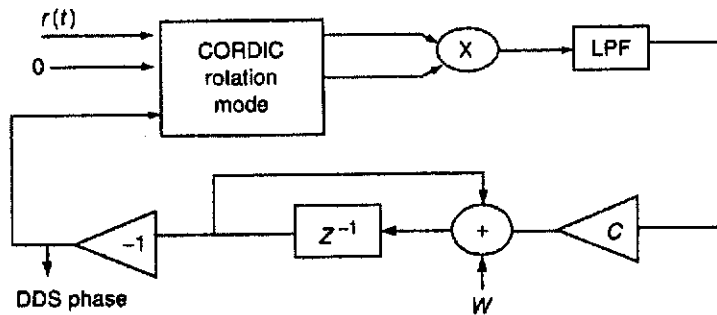 r(t)
0
CORDIC
rotation
mode
X
LPF
-1
Z⁻¹
+
C
W
DDS phase